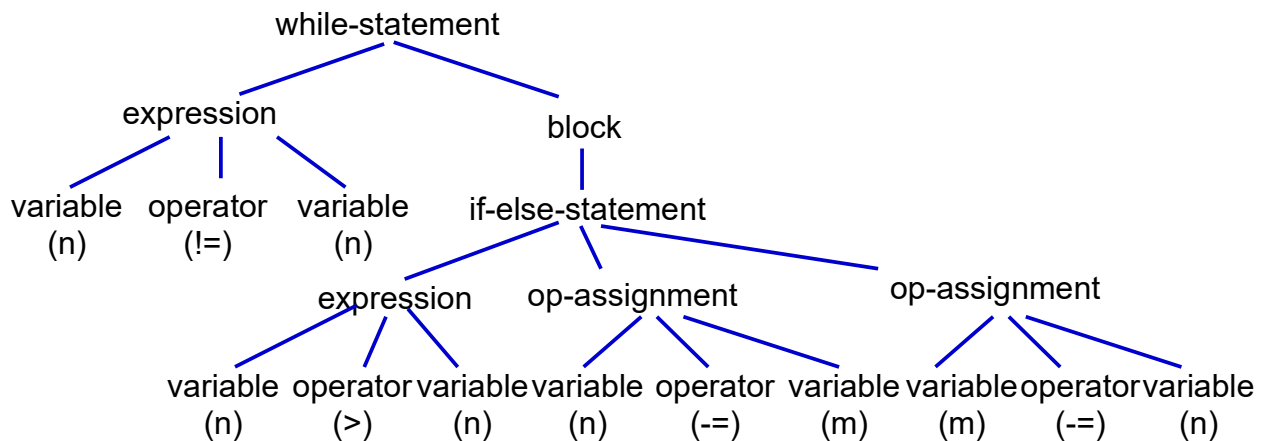 while-statement
expression
block
variable operator variable
(n) (!=) (n)
if-else-statement
expression op-assignment op-assignment
variable operator variable variable operator variable variable operator variable
(n) (>) (n) (n) (-=) (m) (m) (-=) (n)